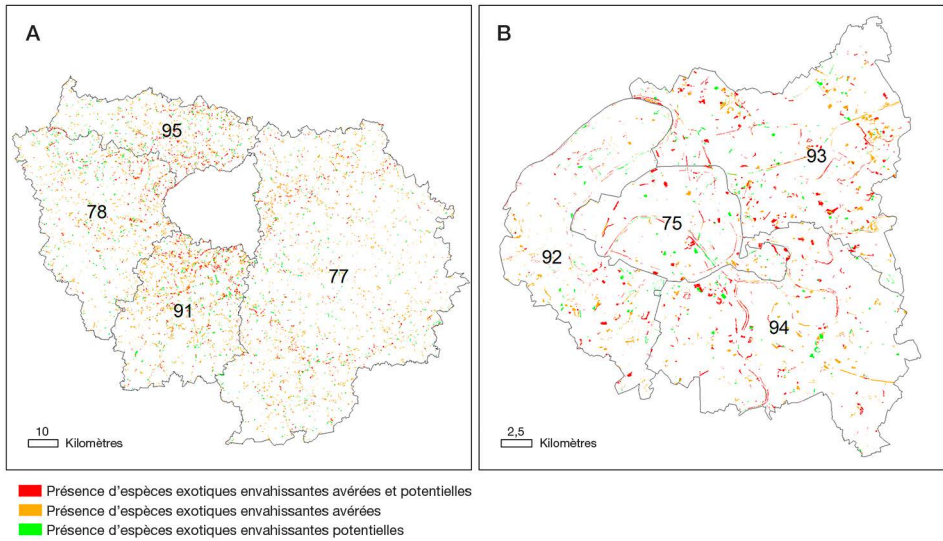 A
95
78
77
91
10
Kilomètres
B
93
75
92
94
2,5
Kilomètres
Présence d'espèces exotiques envahissantes avérées et potentielles
Présence d'espèces exotiques envahissantes avérées
Présence d'espèces exotiques envahissantes potentielles